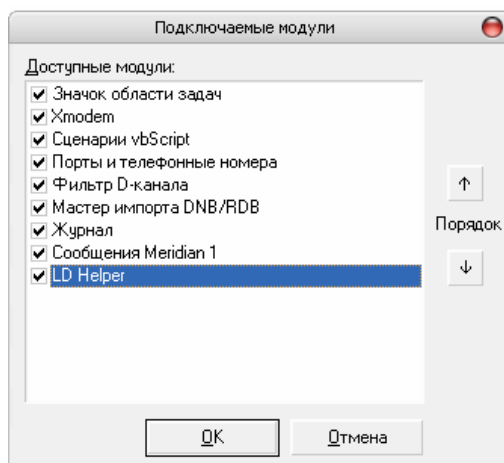 Подключаемые модули
Доступные модули:
Значок области задач
Xmodem
Сценарии vbScript
Порты и телефонные номера
Фильтр D-канала
Мастер импорта DNB/RDB
Журнал
Сообщения Meridian 1
LD Helper
Порядок
OK
Отмена